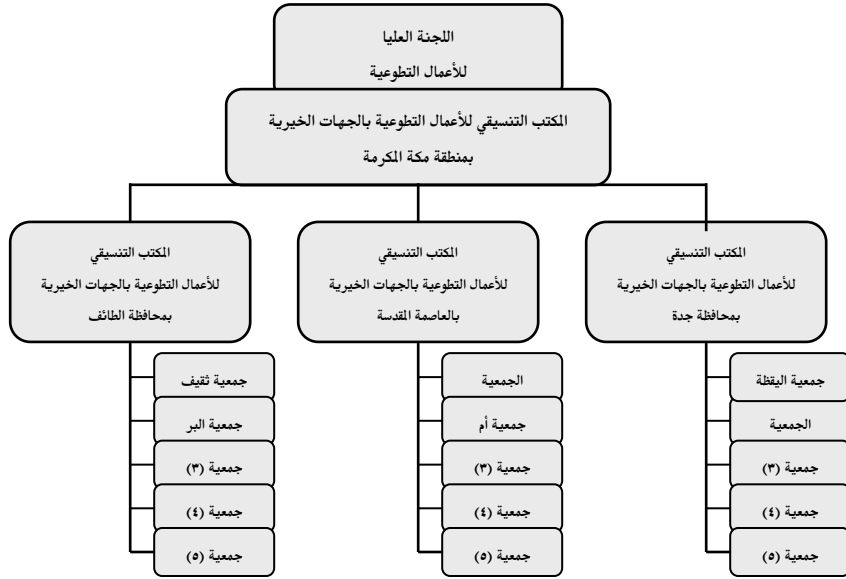 اللجنة العليا
للأعمال التطوعية
المكتب التنسيقي للأعمال التطوعية بالجهات الخيرية
بمنطقة مكة المكرمة
المكتب التنسيقي
للأعمال التطوعية بالجهات الخيرية
بمحافظة جدة
جمعية اليقظة
الجمعية
جمعية (٣)
جمعية (٤)
جمعية (٥)
المكتب التنسيقي
للأعمال التطوعية بالجهات الخيرية
بالعاصمة المقدسة
الجمعية
جمعية أم
جمعية (٣)
جمعية (٤)
جمعية (٥)
المكتب التنسيقي
للأعمال التطوعية بالجهات الخيرية
بمحافظة الطائف
جمعية ثقيف
جمعية البر
جمعية (٣)
جمعية (٤)
جمعية (٥)